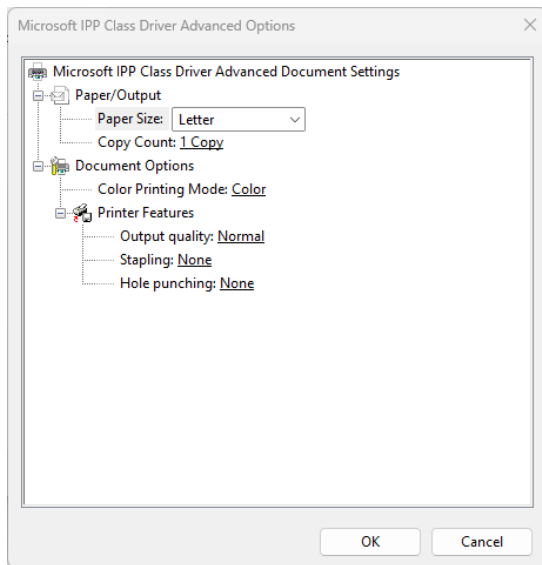 Microsoft IPP Class Driver Advanced Options
Microsoft IPP Class Driver Advanced Document Settings
Paper/Output
Paper Size: Letter
Copy Count: 1 Copy
Document Options
Color Printing Mode: Color
Printer Features
Output quality: Normal
Stapling: None
Hole punching: None
OK Cancel